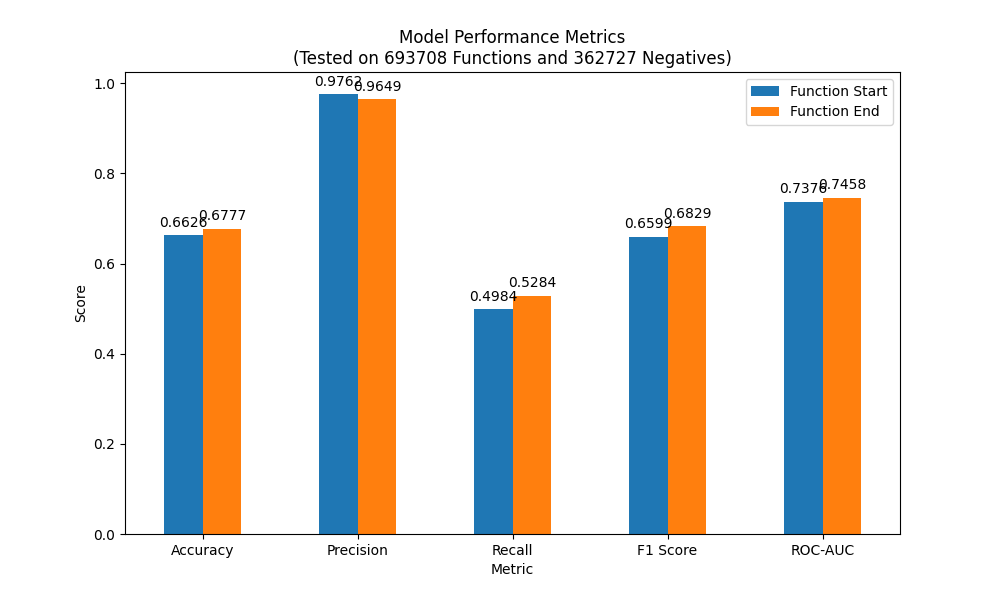 Model Performance Metrics
(Tested on 693708 Functions and 362727 Negatives)
Function Start
Function End
Score
1.0
0.8
0.6
0.4
0.2
0.0
0.6626
0.6777
0.9762
0.9649
0.4984
0.5284
0.6599
0.6829
0.7376
0.7458
Accuracy
Precision
Recall
F1 Score
ROC-AUC
Metric